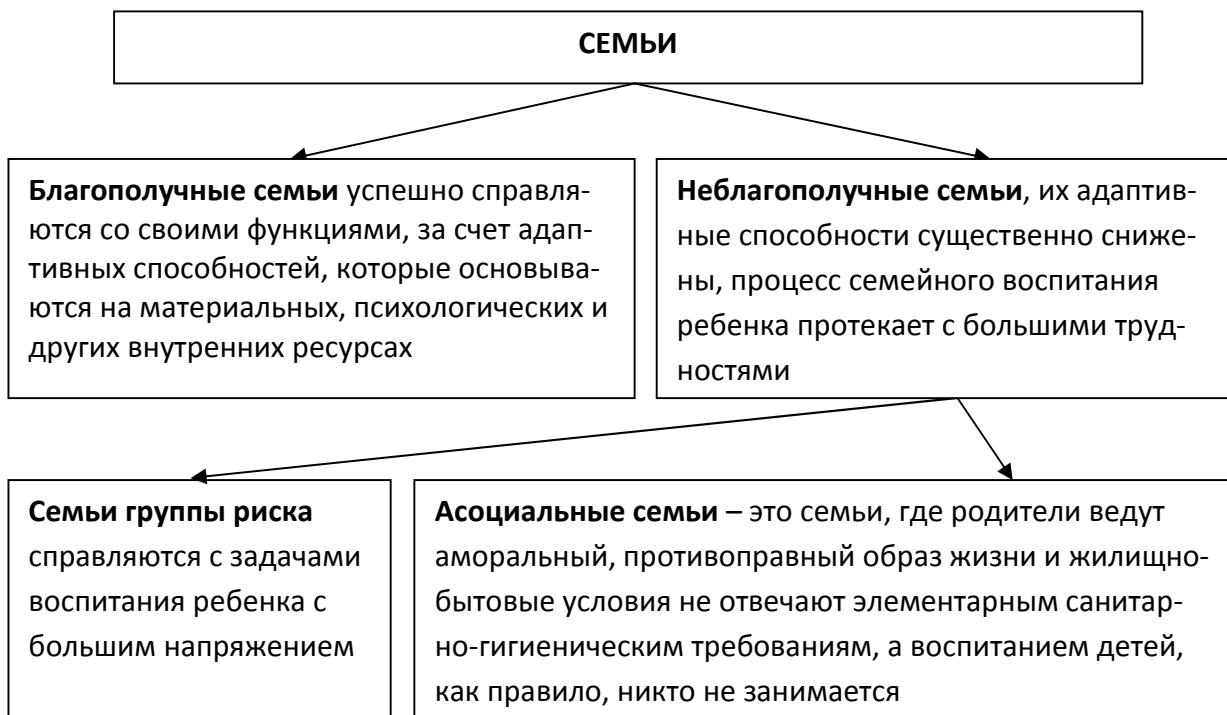 СЕМЬИ
Благополучные семьи успешно справля-
ются со своими функциями, за счет адап-
тивных способностей, которые основыва-
ются на материальных, психологических и
других внутренних ресурсах
Неблагополучные семьи, их адаптив-
ные способности существенно сниже-
ны, процесс семейного воспитания
ребенка протекает с большими труд-
ностями
Семьи группы риска
справляются с задачами
воспитания ребенка с
большим напряжением
Асоциальные семьи – это семьи, где родители ведут
аморальный, противоправный образ жизни и жилищно-
бытовые условия не отвечают элементарным санитар-
но-гигиеническим требованиям, а воспитанием детей,
как правило, никто не занимается